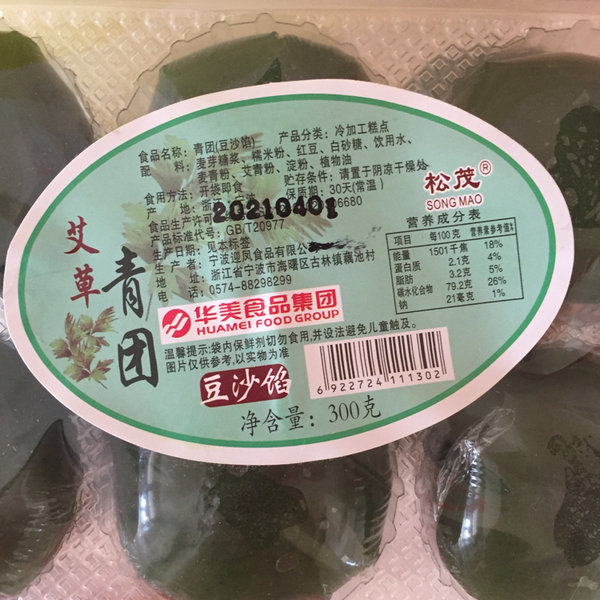 食品名称：青团(豆沙馅) 产品分类：冷加工糕点
配 料：麦芽糖浆、糯米粉、红豆、白砂糖、饮用水、
麦青粉、艾青粉、淀粉、植物油
食用方法：开袋即食 贮存条件：请置于阴凉干燥处
产 地：浙 保质期：30天(常温)
20210401
生产许可 06680
产品标准代号：GB/T20977
生产日期：见本标签
生 产 商：宁波迎凤食品有限公
地 址：浙江省宁波市海曙区古林镇藕池村
电 话：0574-88298299
松茂®
SONG MAO
营养成分表
项目 每100克 营养素参考值%
能量 1501千焦 18%
蛋白质 2.1克 4%
脂肪 3.2克 5%
碳水化合物 79.2克 26%
钠 21毫克 1%
艾草
青团
华美食品集团
HUAMEI FOOD GROUP
温馨提示：袋内保鲜剂切勿食用，并设法避免儿童触及。
图片仅供参考，以实物为准
豆沙馅
6 922724 111302
净含量：300克